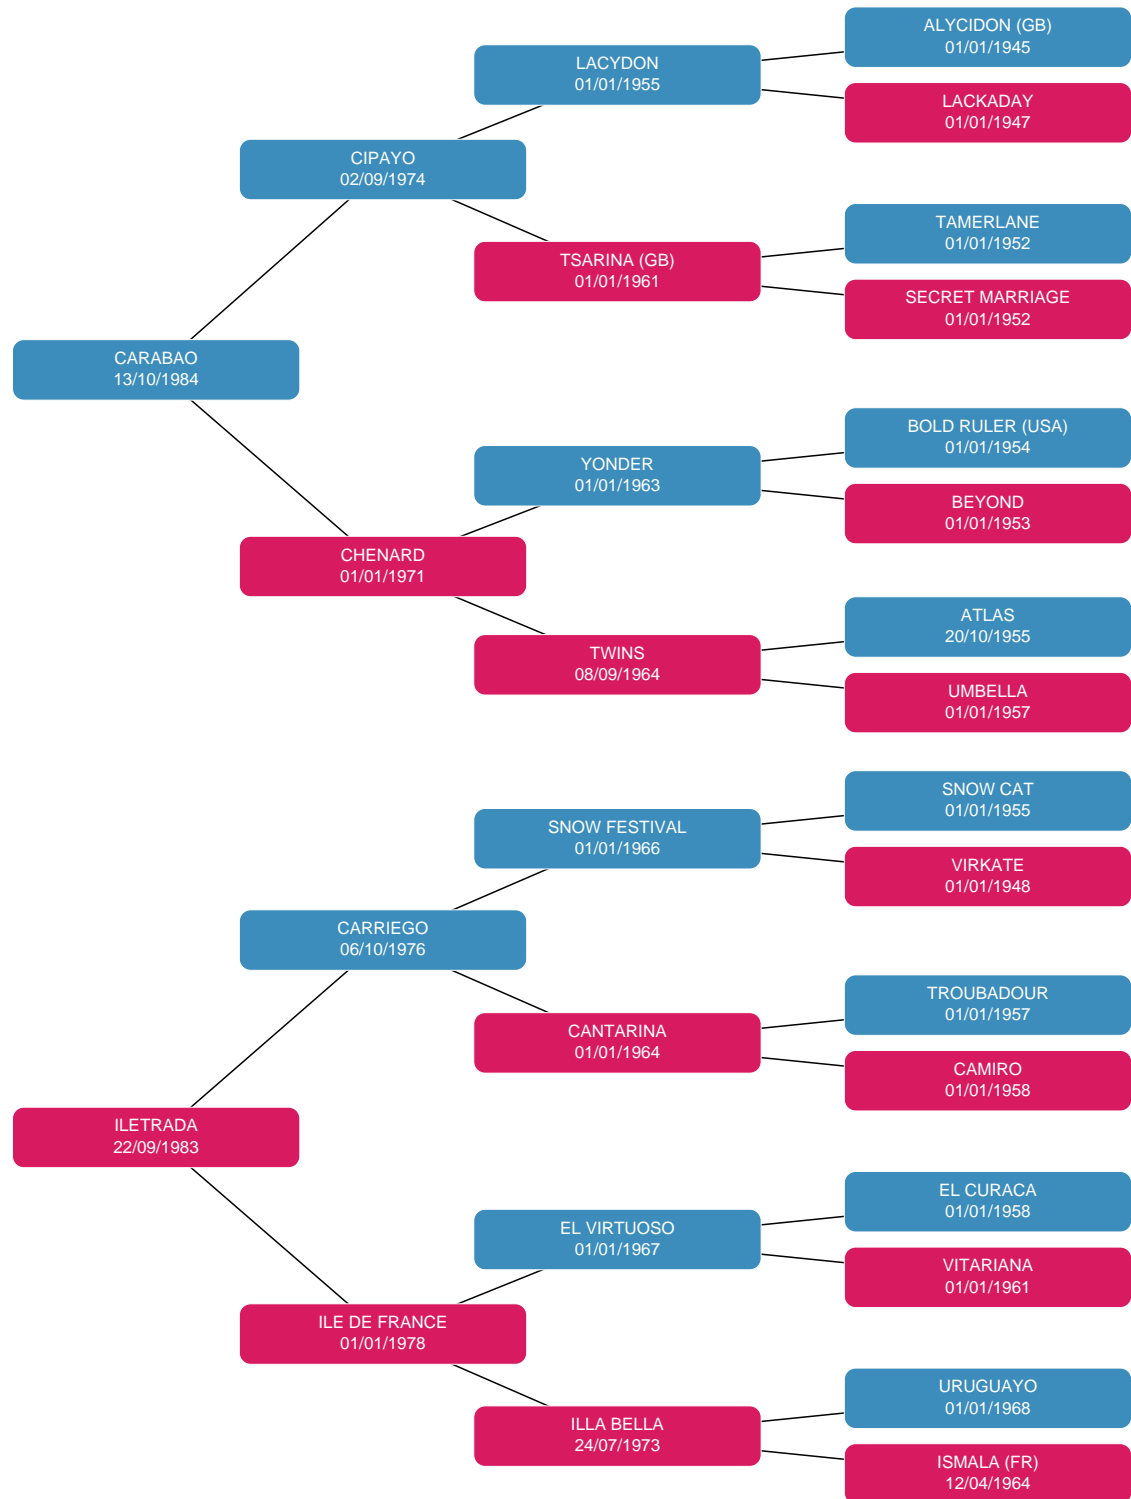 ALYCIDON (GB)
01/01/1945
LACYDON
01/01/1955
LACKADAY
01/01/1947
CIPAYO
02/09/1974
TAMERLANE
01/01/1952
TSARINA (GB)
01/01/1961
SECRET MARRIAGE
01/01/1952
CARABAO
13/10/1984
BOLD RULER (USA)
01/01/1954
YONDER
01/01/1963
BEYOND
01/01/1953
CHENARD
01/01/1971
ATLAS
20/10/1955
TWINS
08/09/1964
UMBELLA
01/01/1957
SNOW CAT
01/01/1955
SNOW FESTIVAL
01/01/1966
VIRKATE
01/01/1948
CARRIEGO
06/10/1976
TROUBADOUR
01/01/1957
CANTARINA
01/01/1964
CAMIRO
01/01/1958
ILETRADA
22/09/1983
EL CURACA
01/01/1958
EL VIRTUOSO
01/01/1967
VITARIANA
01/01/1961
ILE DE FRANCE
01/01/1978
URUGUAYO
01/01/1968
ILLA BELLA
24/07/1973
ISMALA (FR)
12/04/1964